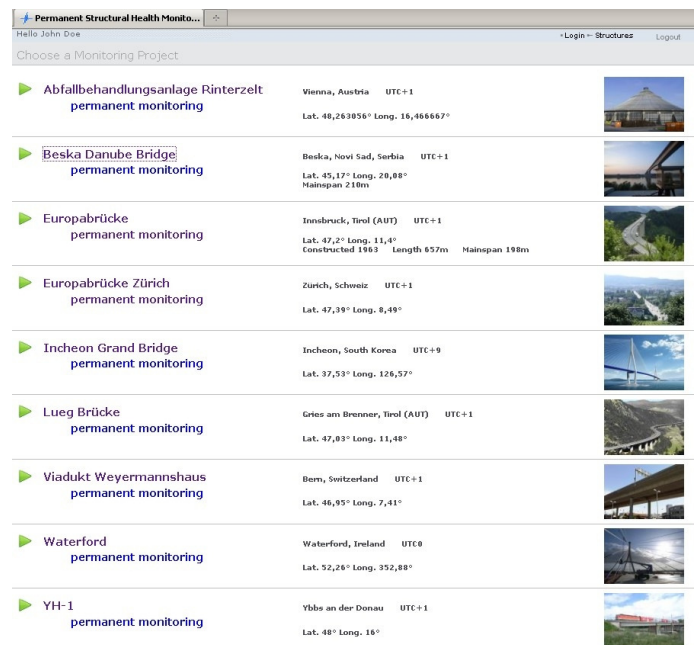 Permanent Structural Health Monito...
Hello John Doe
Login Structures Logout
Choose a Monitoring Project
Abfallbehandlungsanlage Rinterzelt
permanent monitoring
Vienna, Austria UTC+1
Lat. 48,263056° Long. 16,466667°
Beska Danube Bridge
permanent monitoring
Beska, Novi Sad, Serbia UTC+1
Lat. 45,17° Long. 20,08°
Mainspan 210m
Europabrücke
permanent monitoring
Innsbruck, Tirol (AUT) UTC+1
Lat. 47,2° Long. 11,4°
Constructed 1963 Length 657m Mainspan 198m
Europabrücke Zürich
permanent monitoring
Zürich, Schweiz UTC+1
Lat. 47,39° Long. 8,49°
Incheon Grand Bridge
permanent monitoring
Incheon, South Korea UTC+9
Lat. 37,53° Long. 126,57°
Lueg Brücke
permanent monitoring
Gries am Brenner, Tirol (AUT) UTC+1
Lat. 47,03° Long. 11,48°
Viadukt Weyermannshaus
permanent monitoring
Bern, Switzerland UTC+1
Lat. 46,95° Long. 7,41°
Waterford
permanent monitoring
Waterford, Ireland UTC0
Lat. 52,26° Long. 352,88°
YH-1
permanent monitoring
Ybbs an der Donau UTC+1
Lat. 48° Long. 16°